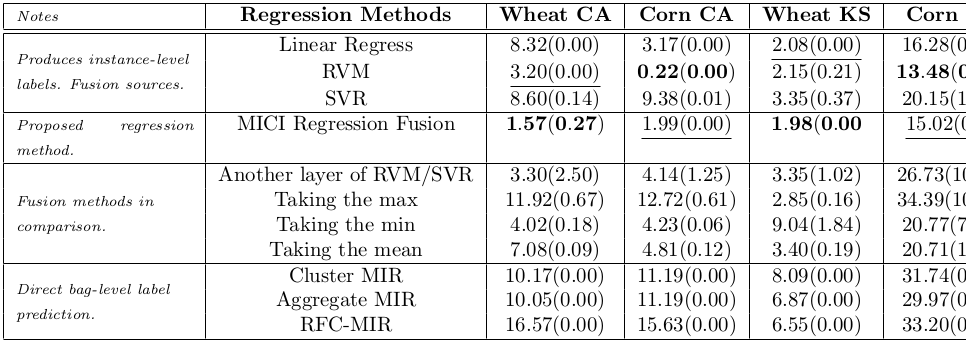 Notes Regression Methods Wheat CA Corn CA Wheat KS Corn
Produces instance-level labels. Fusion sources.
Linear Regress 8.32(0.00) 3.17(0.00) 2.08(0.00) 16.28(0
RVM 3.20(0.00) 0.22(0.00) 2.15(0.21) 13.48(0
SVR 8.60(0.14) 9.38(0.01) 3.35(0.37) 20.15(1
Proposed regression method.
MICI Regression Fusion 1.57(0.27) 1.99(0.00) 1.98(0.00 15.02(0
Fusion methods in comparison.
Another layer of RVM/SVR 3.30(2.50) 4.14(1.25) 3.35(1.02) 26.73(10
Taking the max 11.92(0.67) 12.72(0.61) 2.85(0.16) 34.39(10
Taking the min 4.02(0.18) 4.23(0.06) 9.04(1.84) 20.77(7
Taking the mean 7.08(0.09) 4.81(0.12) 3.40(0.19) 20.71(1
Direct bag-level label prediction.
Cluster MIR 10.17(0.00) 11.19(0.00) 8.09(0.00) 31.74(0
Aggregate MIR 10.05(0.00) 11.19(0.00) 6.87(0.00) 29.97(0
RFC-MIR 16.57(0.00) 15.63(0.00) 6.55(0.00) 33.20(0